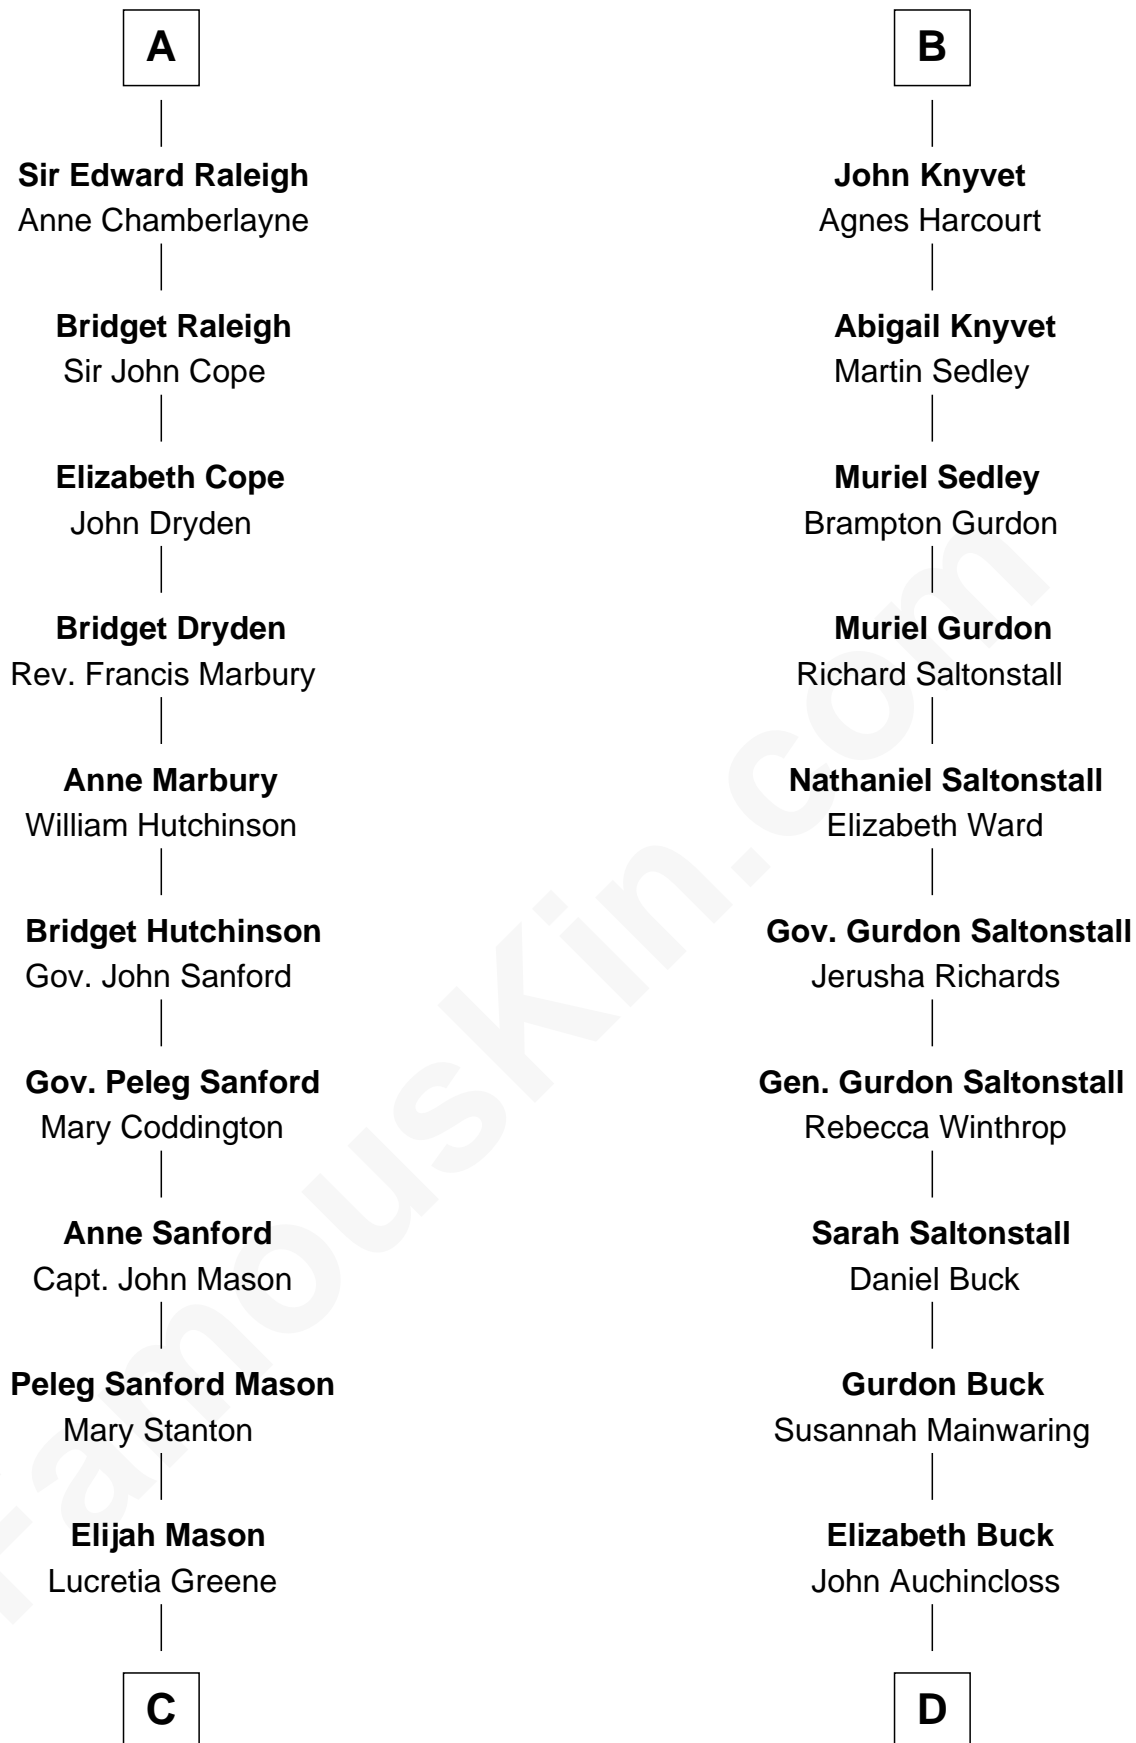 A
Sir Edward Raleigh
Anne Chamberlayne
Bridget Raleigh
Sir John Cope
Elizabeth Cope
John Dryden
Bridget Dryden
Rev. Francis Marbury
Anne Marbury
William Hutchinson
Bridget Hutchinson
Gov. John Sanford
Gov. Peleg Sanford
Mary Coddington
Anne Sanford
Capt. John Mason
Peleg Sanford Mason
Mary Stanton
Elijah Mason
Lucretia Greene
C
B
John Knyvet
Agnes Harcourt
Abigail Knyvet
Martin Sedley
Muriel Sedley
Brampton Gurdon
Muriel Gurdon
Richard Saltonstall
Nathaniel Saltonstall
Elizabeth Ward
Gov. Gurdon Saltonstall
Jerusha Richards
Gen. Gurdon Saltonstall
Rebecca Winthrop
Sarah Saltonstall
Daniel Buck
Gurdon Buck
Susannah Mainwaring
Elizabeth Buck
John Auchincloss
D
FamousKin.com